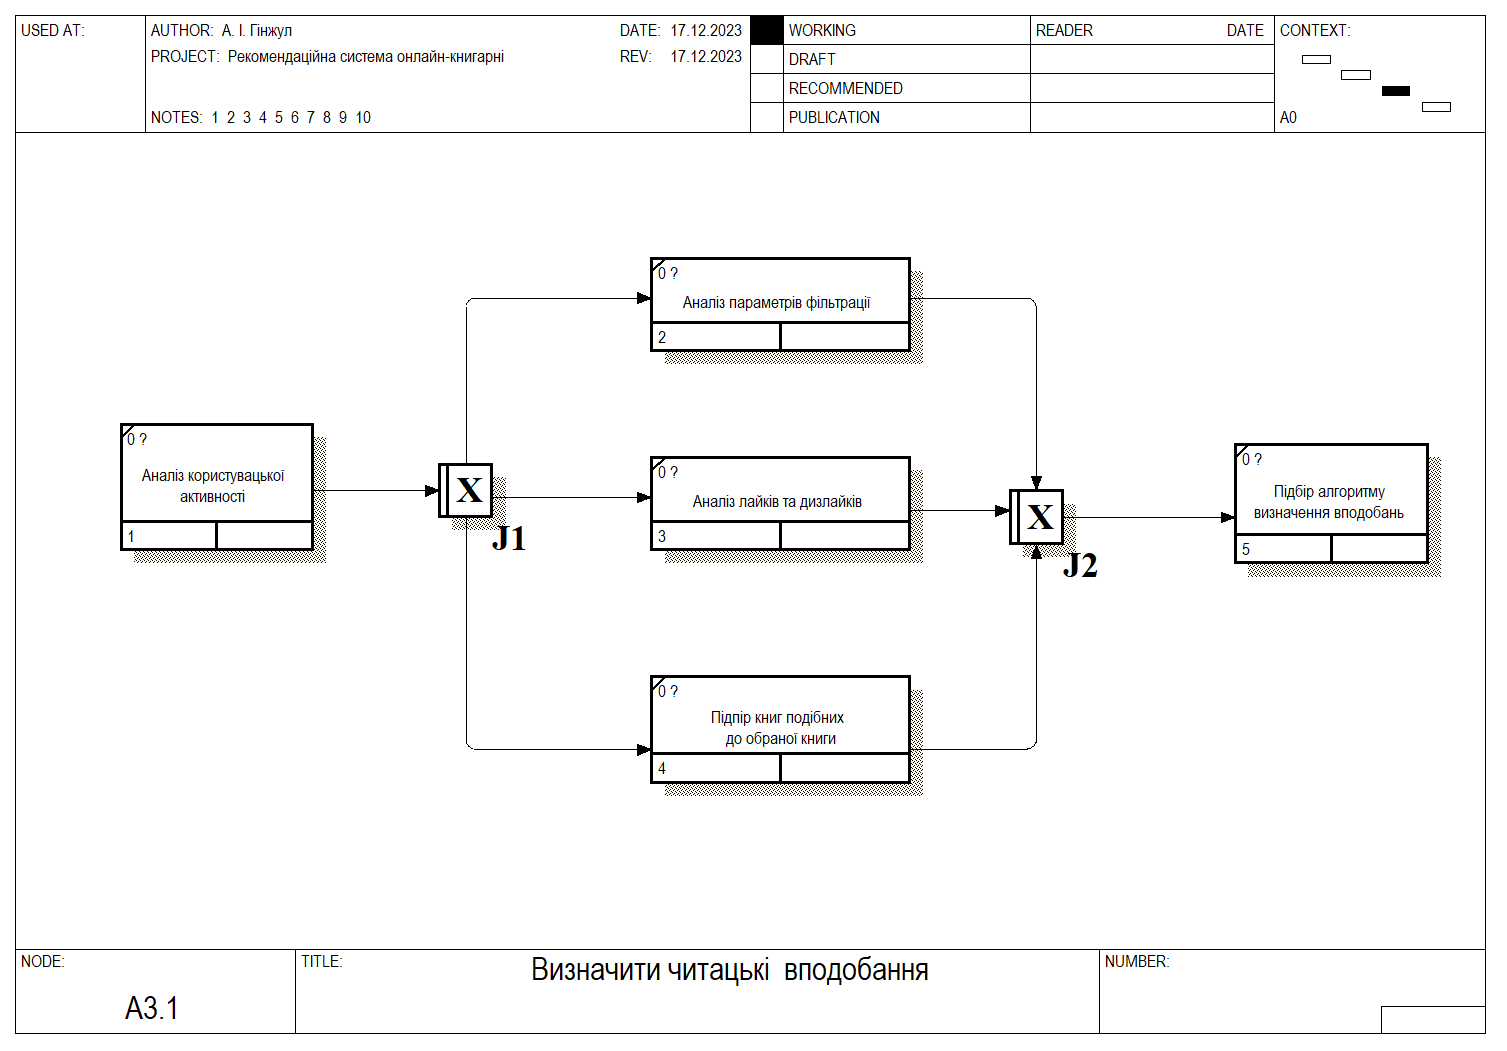 USED AT:
AUTHOR: А. І. Гінжул
DATE: 17.12.2023
PROJECT: Рекомендаційна система онлайн-книгарні
REV: 17.12.2023
NOTES: 1 2 3 4 5 6 7 8 9 10
WORKING
DRAFT
RECOMMENDED
PUBLICATION
READER DATE
CONTEXT:
A0
0 ?
Аналіз параметрів фільтрації
2
0 ?
Аналіз користувацької
активності
1
X
J1
0 ?
Аналіз лайків та дизлайків
3
X
J2
0 ?
Підбір алгоритму
визначення вподобань
5
0 ?
Підпір книг подібних
до обраної книги
4
NODE:
A3.1
TITLE:
Визначити читацькі вподобання
NUMBER: